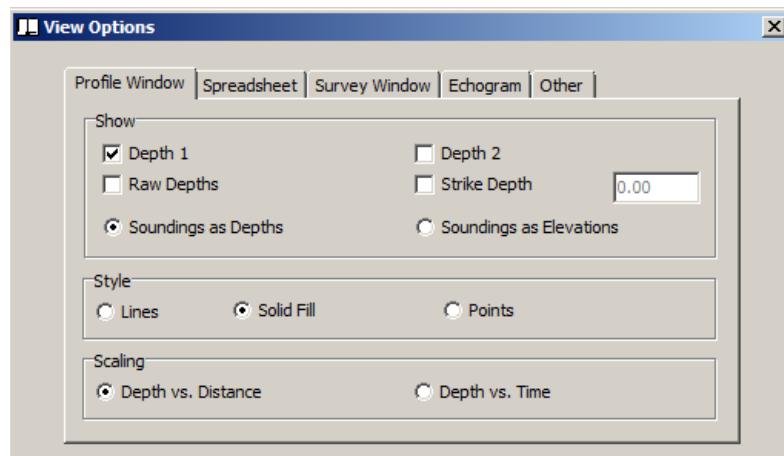 View Options
Profile Window Spreadsheet Survey Window Echogram Other
Show
Depth 1 Depth 2
Raw Depths Strike Depth 0.00
Soundings as Depths Soundings as Elevations
Style
Lines Solid Fill Points
Scaling
Depth vs. Distance Depth vs. Time